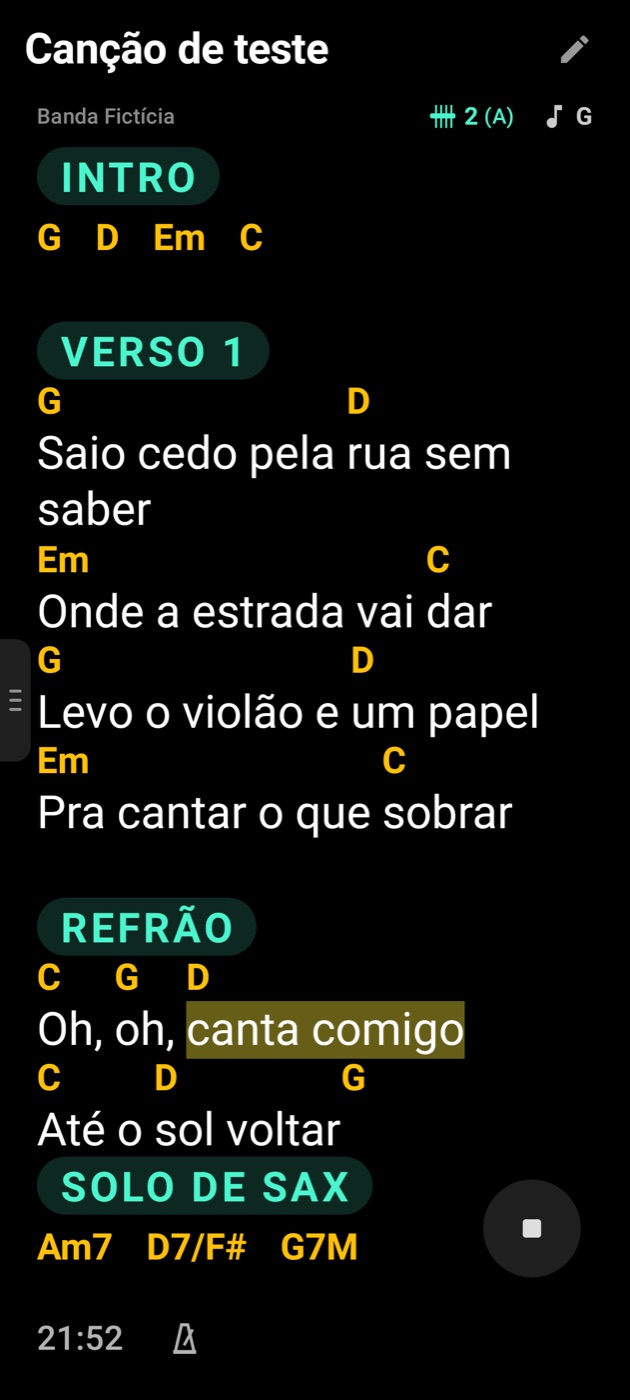 Canção de teste
Banda Fictícia 2 (A) G
INTRO
G D Em C
VERSO 1
G D
Saio cedo pela rua sem
saber
Em C
Onde a estrada vai dar
G D
Levo o violão e um papel
Em C
Pra cantar o que sobrar
REFRÃO
C G D
Oh, oh, canta comigo
C D G
Até o sol voltar
SOLO DE SAX
Am7 D7/F# G7M
21:52